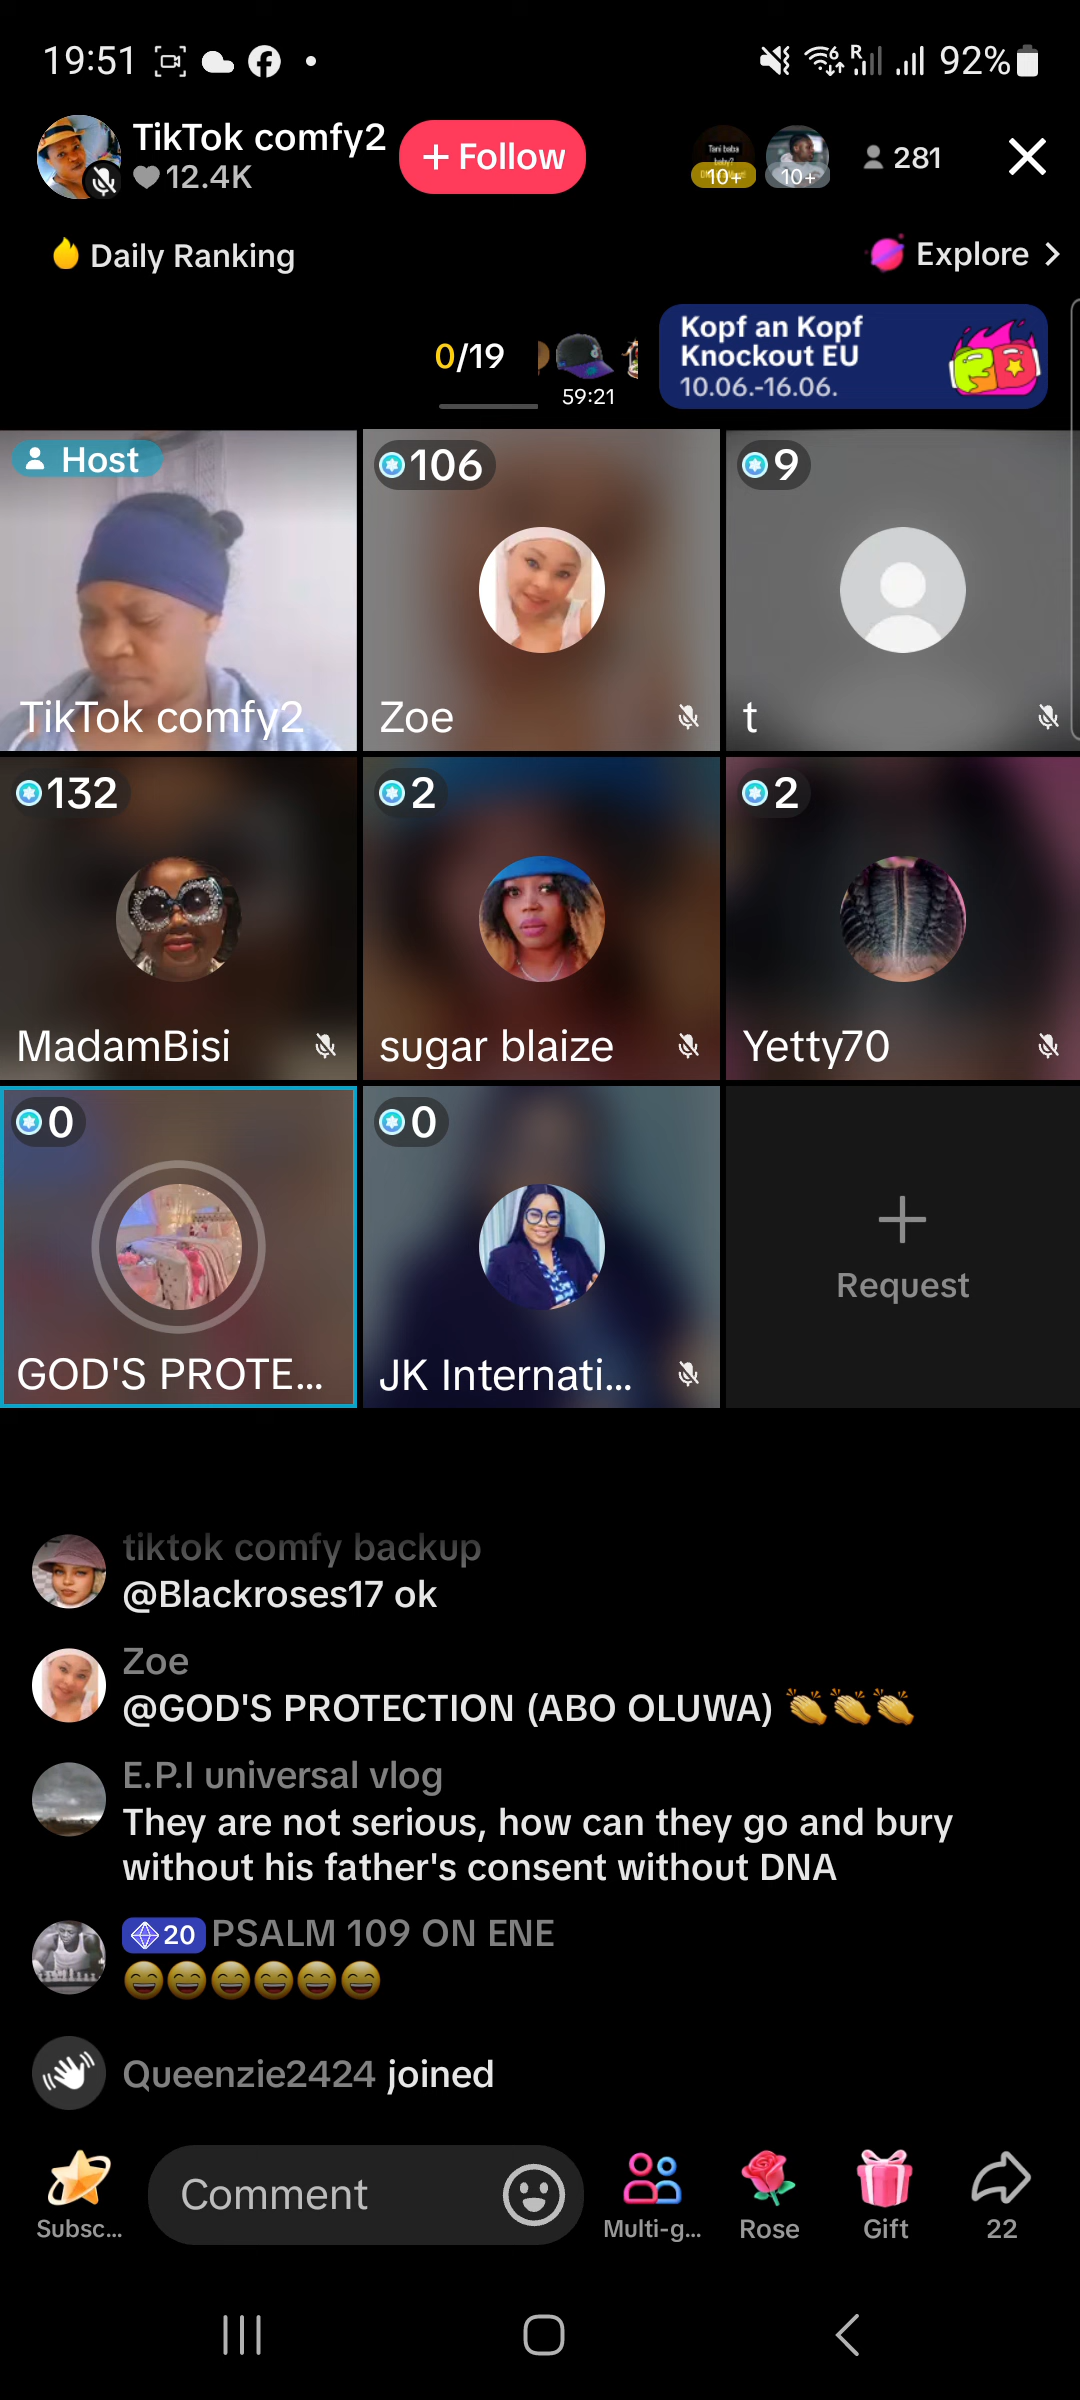 19:51
92%
TikTok comfy2
12.4K
+ Follow
10+
10+
281
Daily Ranking
Explore
0/19
59:21
Kopf an Kopf
Knockout EU
10.06.-16.06.
Host
TikTok comfy2
106
Zoe
9
t
132
MadamBisi
2
sugar blaize
2
Yetty70
0
GOD'S PROTE...
0
JK Internati...
Request
tiktok comfy backup
@Blackroses17 ok
Zoe
@GOD'S PROTECTION (ABO OLUWA) 👏👏👏
E.P.I universal vlog
They are not serious, how can they go and bury
without his father's consent without DNA
20 PSALM 109 ON ENE
😄😄😄😄😄😄
Queenzie2424 joined
Subsc...
Comment
Multi-g...
Rose
Gift
22